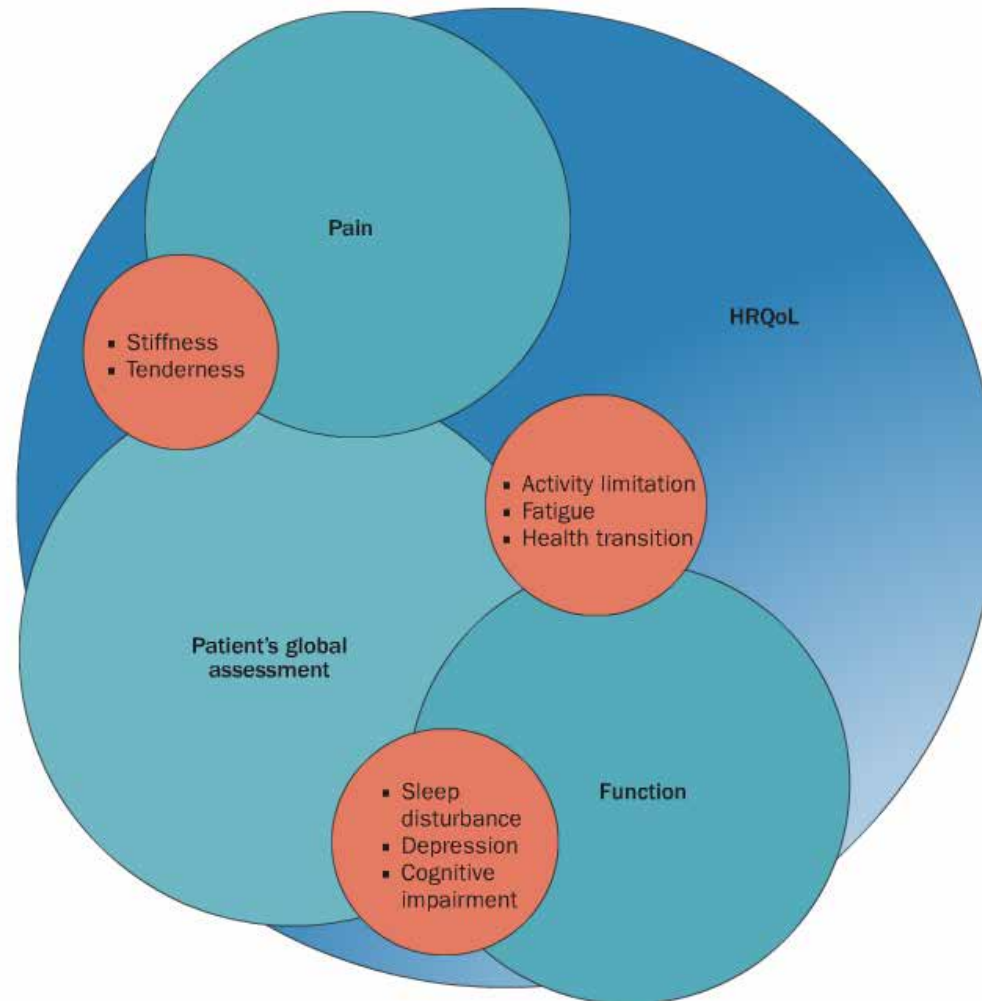 Pain
HRQoL
▪ Stiffness
▪ Tenderness
▪ Activity limitation
▪ Fatigue
▪ Health transition
Patient's global
assessment
▪ Sleep
disturbance
▪ Depression
▪ Cognitive
impairment
Function